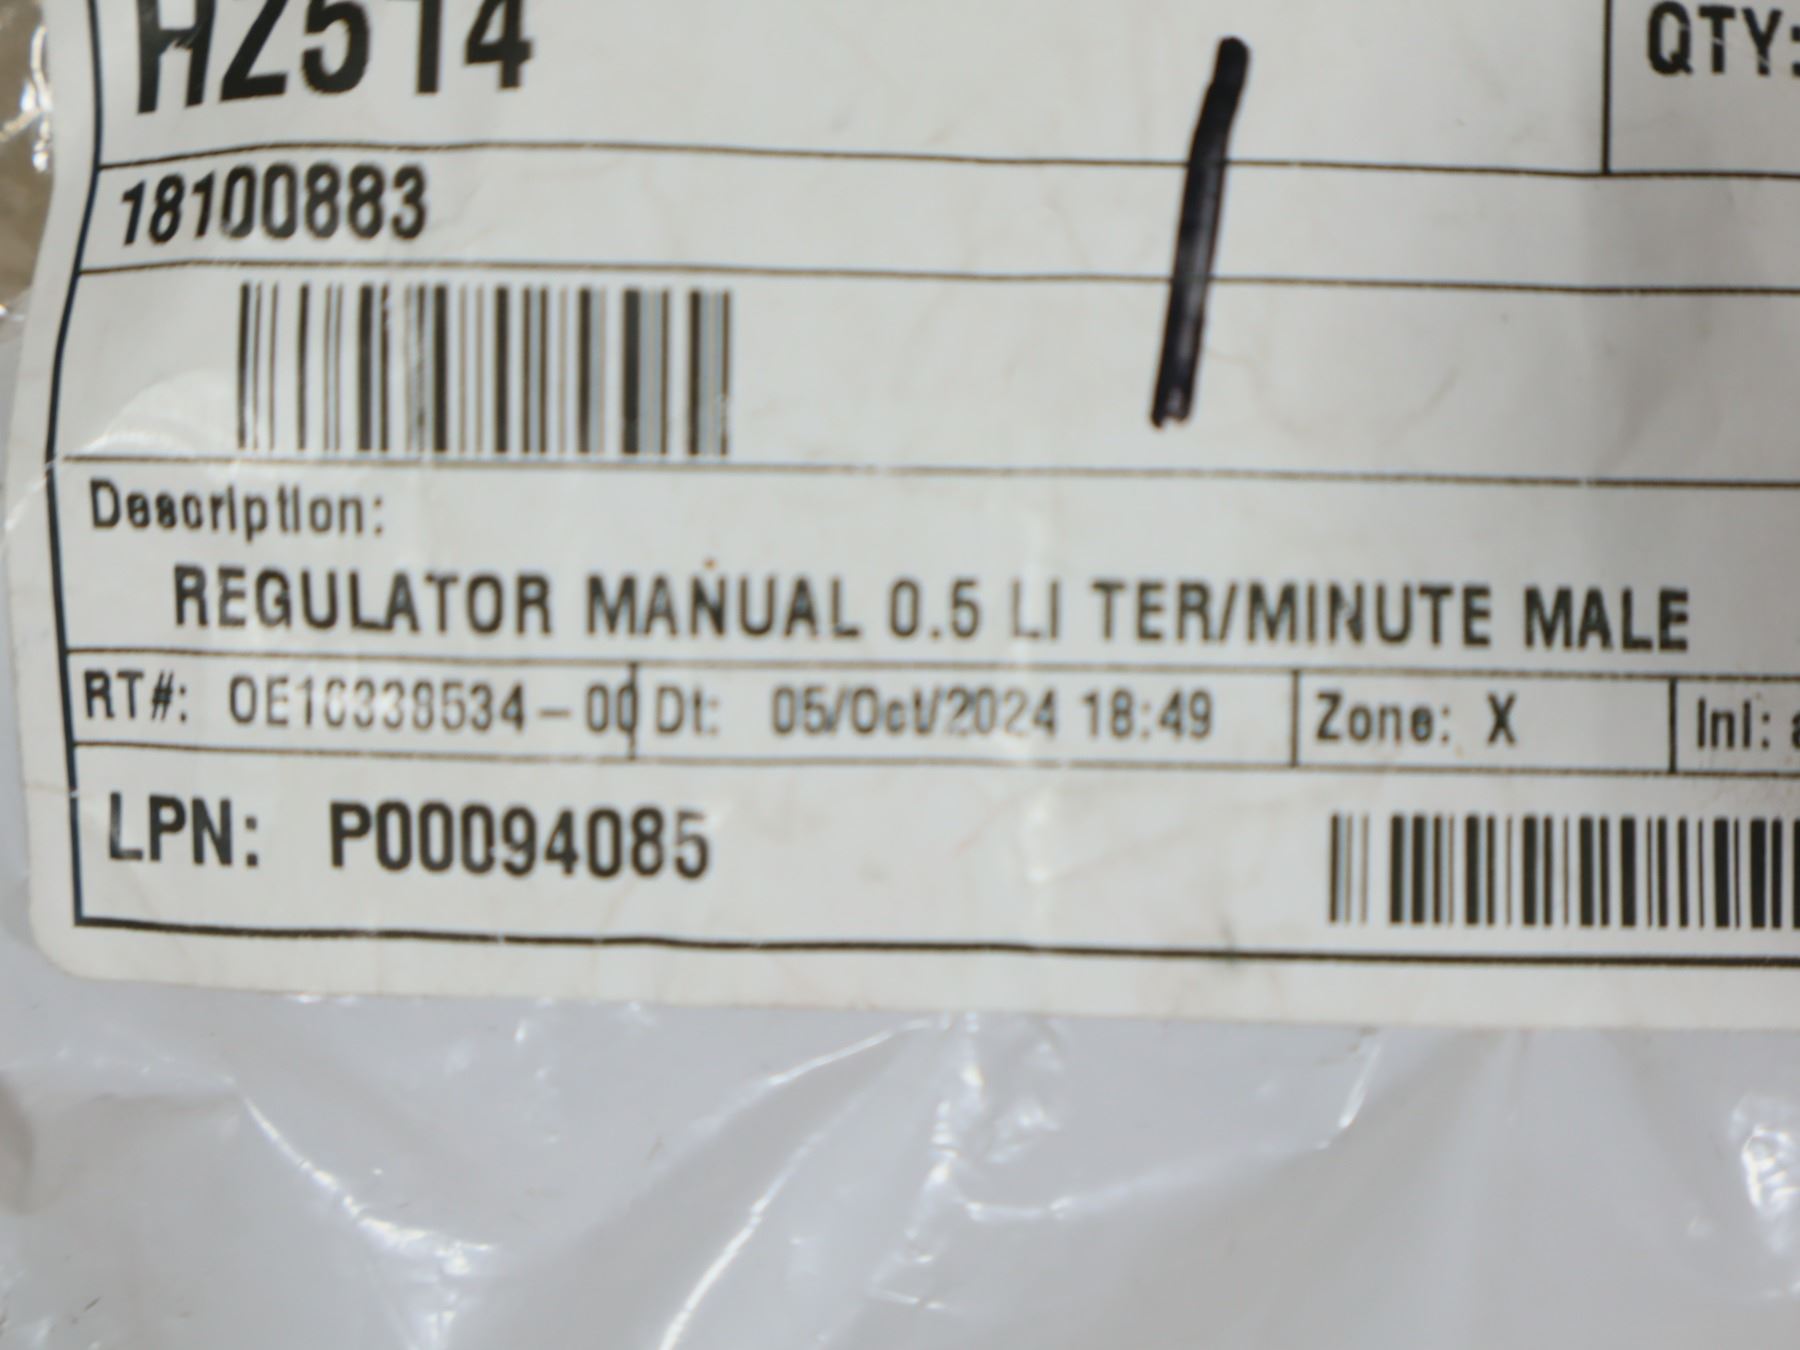 HZ514
QTY:
18100883
Description:
REGULATOR MANUAL 0.5 LI TER/MINUTE MALE
RT#: OE16338534-00 Dt: 05/Oct/2024 18:49 Zone: X Inl:
LPN: P00094085